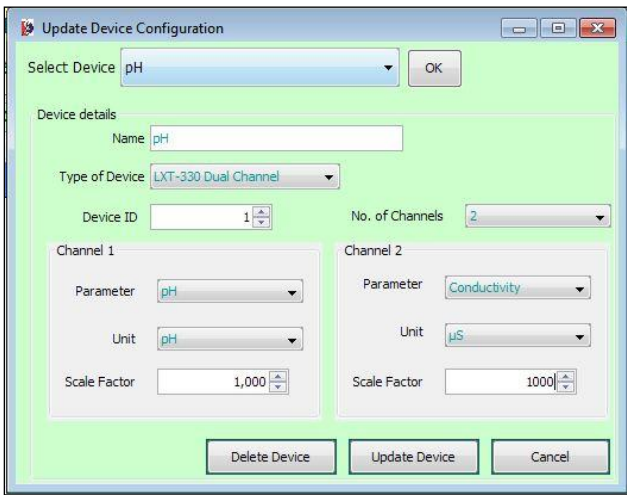 Update Device Configuration
Select Device pH OK
Device details
Name pH
Type of Device LXT-330 Dual Channel
Device ID 1 No. of Channels 2
Channel 1 Channel 2
Parameter pH Parameter Conductivity
Unit pH Unit µS
Scale Factor 1,000 Scale Factor 1000
Delete Device Update Device Cancel